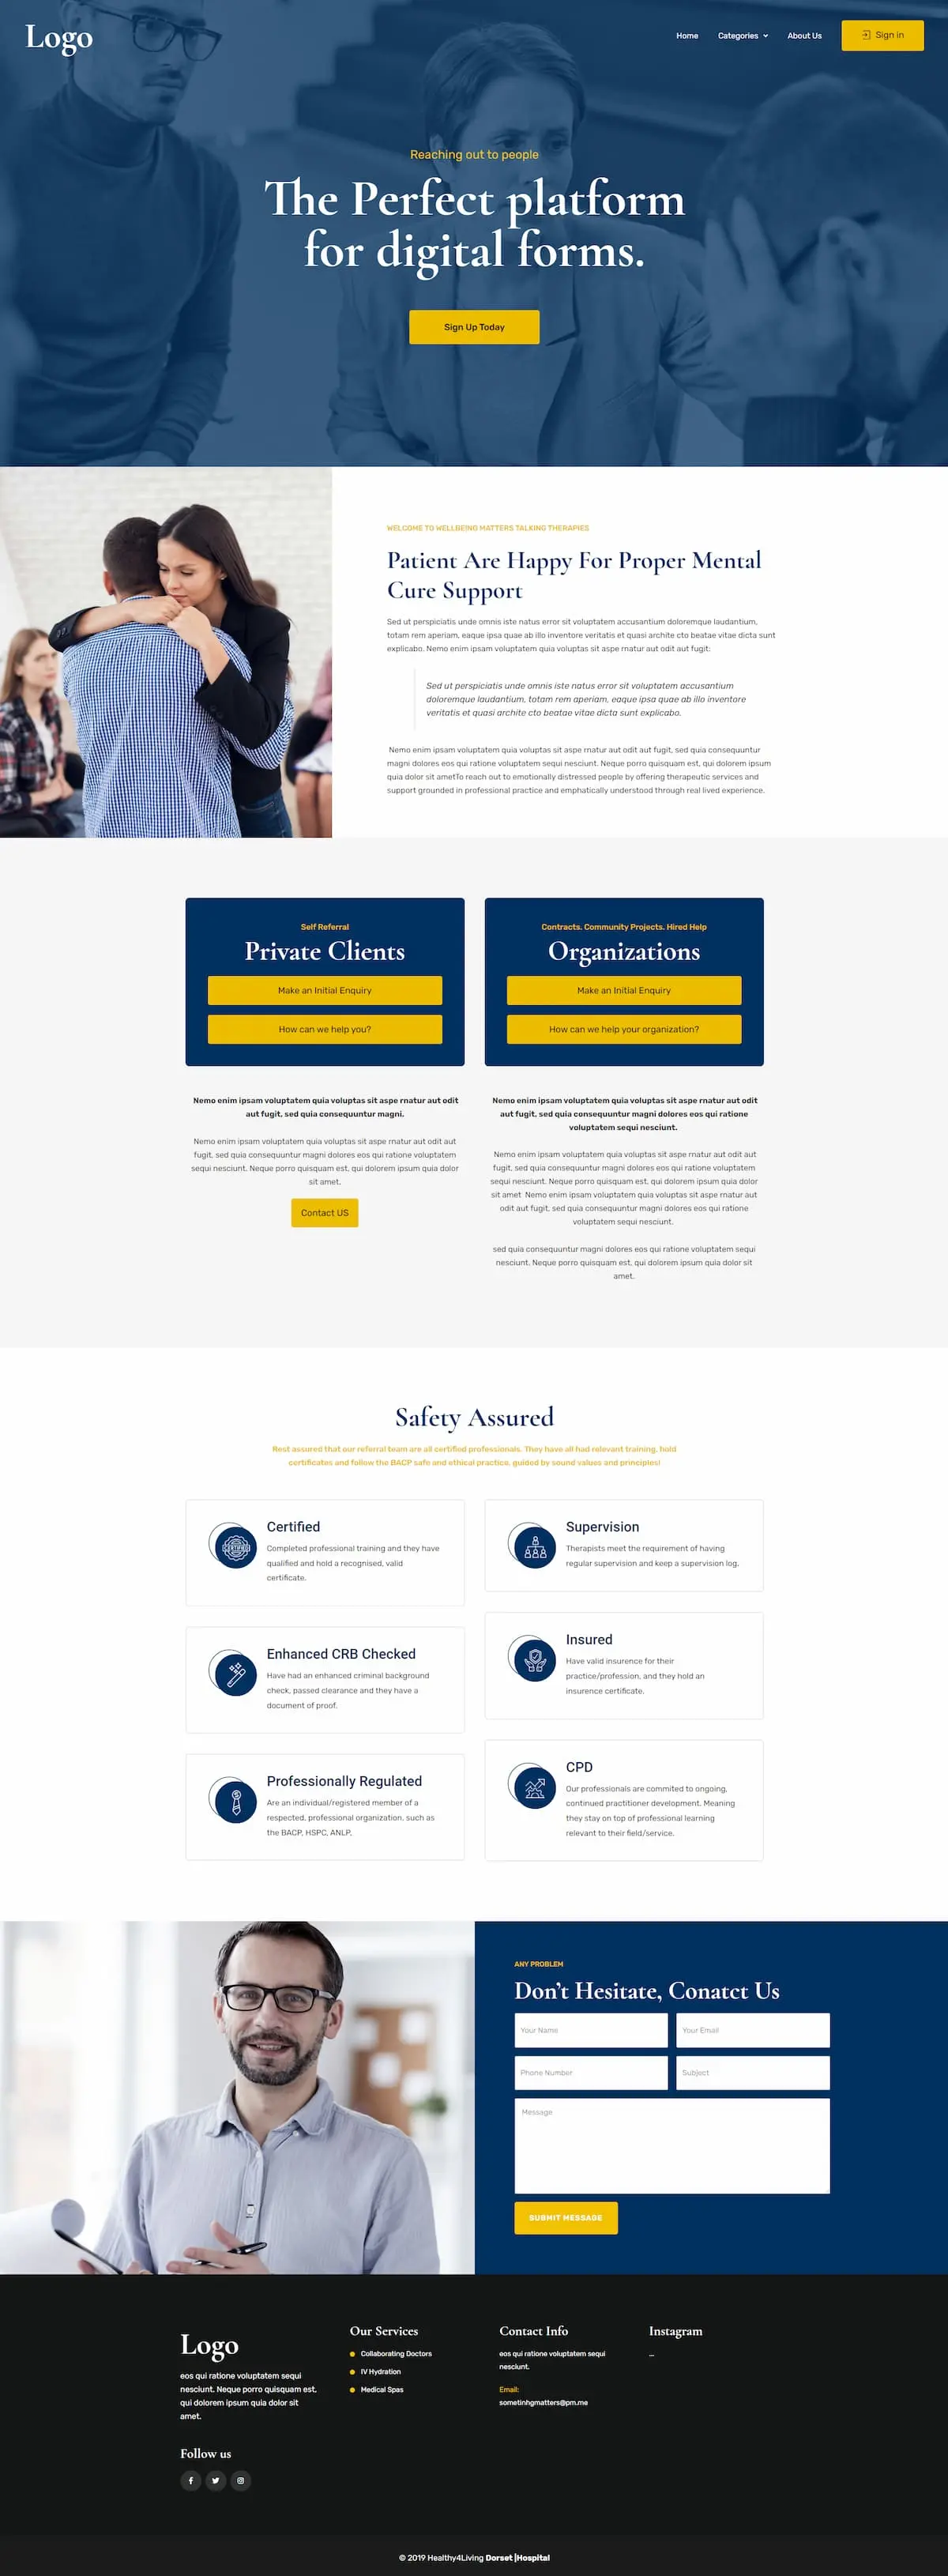 Logo
Home
Categories
About Us
Sign in
Reaching out to people
The Perfect platform
for digital forms.
Sign Up Today
WELCOME TO WELLBEING MATTERS TALKING THERAPIES
Patient Are Happy For Proper Mental
Cure Support
Sed ut perspiciatis unde omnis iste natus error sit voluptatem accusantium doloremque laudantium,
totam rem aperiam, eaque ipsa quae ab illo inventore veritatis et quasi archite cto beatae vitae dicta sunt
explicabo. Nemo enim ipsam voluptatem quia voluptas sit aspe rnatur aut odit aut fugit:
Sed ut perspiciatis unde omnis iste natus error sit voluptatem accusantium
doloremque laudantium, totam rem aperiam, eaque ipsa quae ab illo inventore
veritatis et quasi archite cto beatae vitae dicta sunt explicabo.
Nemo enim ipsam voluptatem quia voluptas sit aspe rnatur aut odit aut fugit, sed quia consequuntur
magni dolores eos qui ratione voluptatem sequi nesciunt. Neque porro quisquam est, qui dolorem ipsum
quia dolor sit ametTo reach out to emotionally distressed people by offering therapeutic services and
support grounded in professional practice and emphatically understood through real lived experience.
Self Referral
Private Clients
Make an Initial Enquiry
How can we help you?
Nemo enim ipsam voluptatem quia voluptas sit aspe rnatur aut odit
aut fugit, sed quia consequuntur magni.
Nemo enim ipsam voluptatem quia voluptas sit aspe rnatur aut odit aut
fugit, sed quia consequuntur magni dolores eos qui ratione voluptatem
sequi nesciunt. Neque porro quisquam est, qui dolorem ipsum quia dolor
sit amet.
Contact US
Contracts. Community Projects. Hired Help
Organizations
Make an Initial Enquiry
How can we help your organization?
Nemo enim ipsam voluptatem quia voluptas sit aspe rnatur aut odit
aut fugit, sed quia consequuntur magni dolores eos qui ratione
voluptatem sequi nesciunt.
Nemo enim ipsam voluptatem quia voluptas sit aspe rnatur aut odit aut
fugit, sed quia consequuntur magni dolores eos qui ratione voluptatem
sequi nesciunt. Neque porro quisquam est, qui dolorem ipsum quia dolor
sit amet Nemo enim ipsam voluptatem quia voluptas sit aspe rnatur aut
odit aut fugit, sed quia consequuntur magni dolores eos qui ratione
voluptatem sequi nesciunt.
sed quia consequuntur magni dolores eos qui ratione voluptatem sequi
nesciunt. Neque porro quisquam est, qui dolorem ipsum quia dolor sit
amet.
Safety Assured
Rest assured that our referral team are all certified professionals. They have all had relevant training, hold
certificates and follow the BACP safe and ethical practice, guided by sound values and principles!
CERTIFIED
Certified
Completed professional training and they have
qualified and hold a recognised, valid
certificate.
Supervision
Therapists meet the requirement of having
regular supervision and keep a supervision log.
Enhanced CRB Checked
Have had an enhanced criminal background
check, passed clearance and they have a
document of proof.
Insured
Have valid insurence for their
practice/profession, and they hold an
insurence certificate.
Professionally Regulated
Are an individual/registered member of a
respected, professional organization. such as
the BACP, HSPC, ANLP,
CPD
Our professionals are commited to ongoing,
continued practitioner development. Meaning
they stay on top of professional learning
relevant to their field/service.
ANY PROBLEM
Don't Hesitate, Conatct Us
Your Name
Your Email
Phone Number
Subject
Message
SUBMIT MESSAGE
Logo
eos qui ratione voluptatem sequi
nesciunt. Neque porro quisquam est,
qui dolorem ipsum quia dolor sit
amet.
Follow us
Our Services
Collaborating Doctors
IV Hydration
Medical Spas
Contact Info
eos qui ratione voluptatem sequi
nesciunt.
Email:
sometinhgmatters@pm.me
Instagram
...
© 2019 Healthy4Living Dorset |Hospital